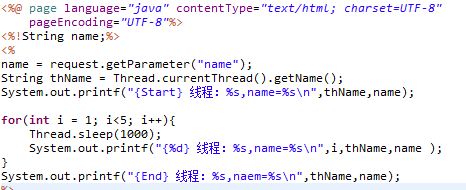 <%@ page language="java" contentType="text/html; charset=UTF-8"
pageEncoding="UTF-8"%>
<%!String name;%>
<%
name = request.getParameter("name");
String thName = Thread.currentThread().getName();
System.out.printf("{Start} 线程：%s,name=%s\n",thName,name);
for(int i = 1; i<5; i++){
Thread.sleep(1000);
System.out.printf("{%d} 线程：%s,name=%s\n",i,thName,name );
}
System.out.printf("{End} 线程：%s,naem=%s\n",thName,name);
%>